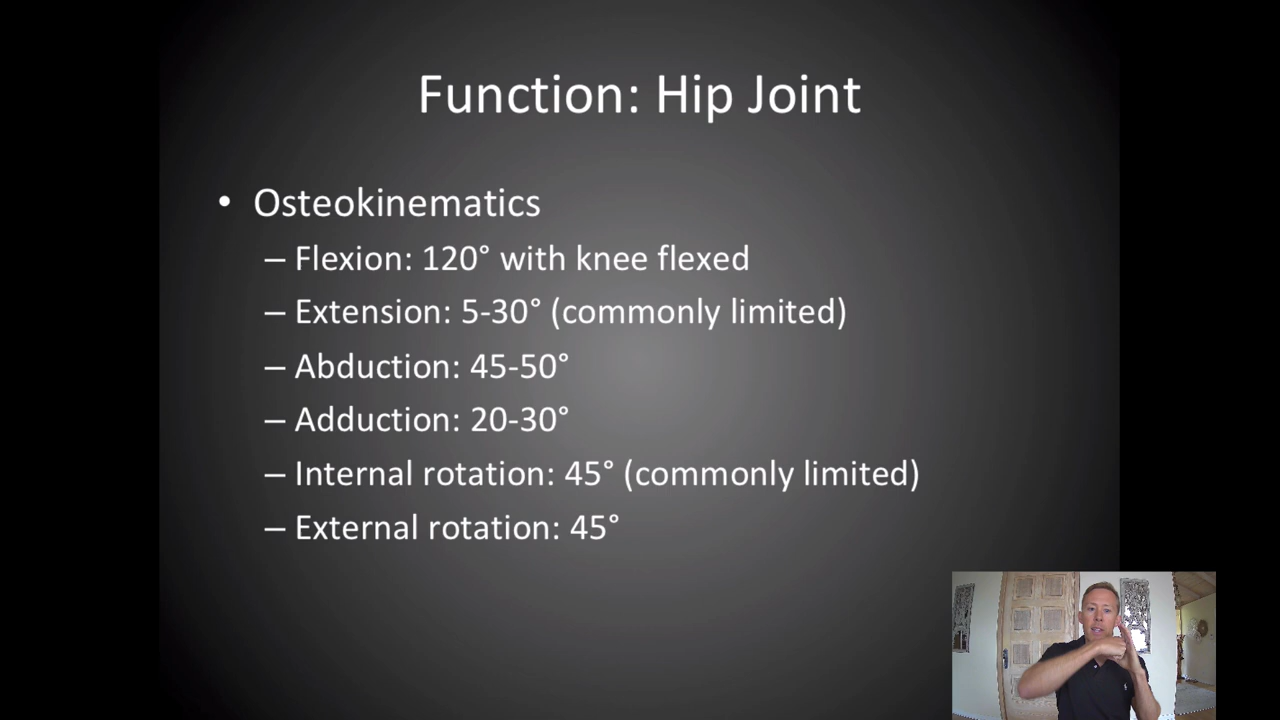 Function: Hip Joint
• Osteokinematics
– Flexion: 120° with knee flexed
– Extension: 5-30° (commonly limited)
– Abduction: 45-50°
– Adduction: 20-30°
– Internal rotation: 45° (commonly limited)
– External rotation: 45°